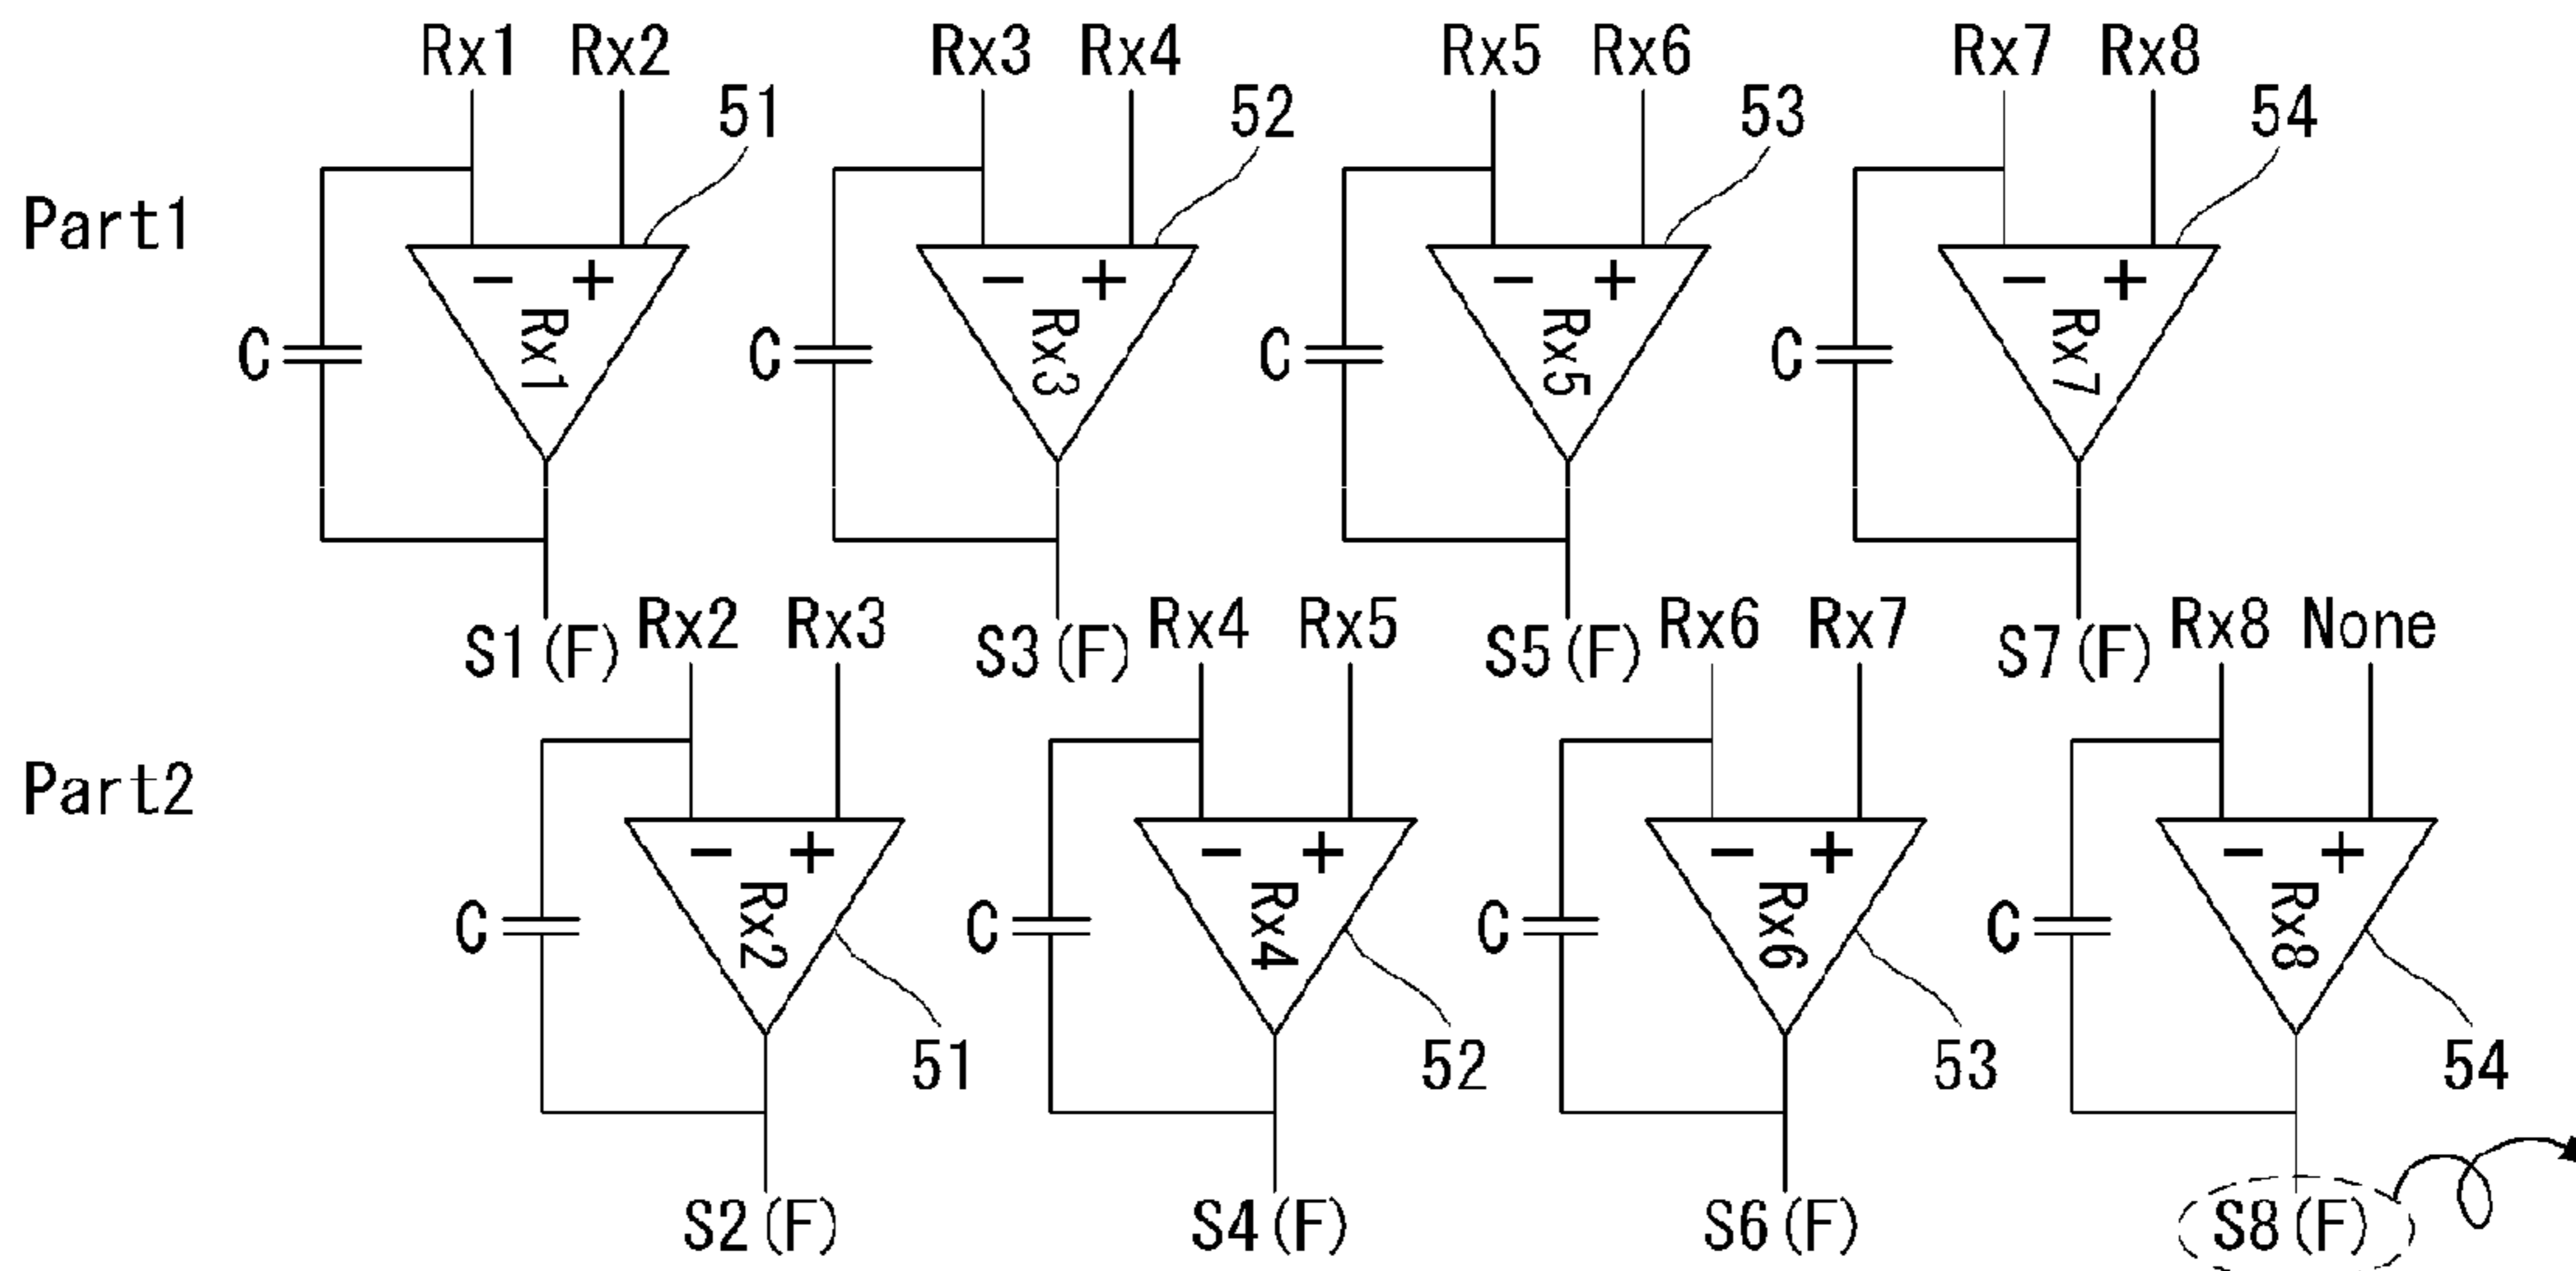 Rx1 Rx2 Rx3 Rx4 Rx5 Rx6 Rx7 Rx8
51 52 53 54
Part1
- + - + - + - +
Rx1 Rx3 Rx5 Rx7
C C C C
S1(F) S3(F) S5(F) S7(F)
Rx2 Rx3 Rx4 Rx5 Rx6 Rx7 Rx8 None
Part2
- + - + - + - +
Rx2 Rx4 Rx6 Rx8
C C C C
51 52 53 54
S2(F) S4(F) S6(F) S8(F)